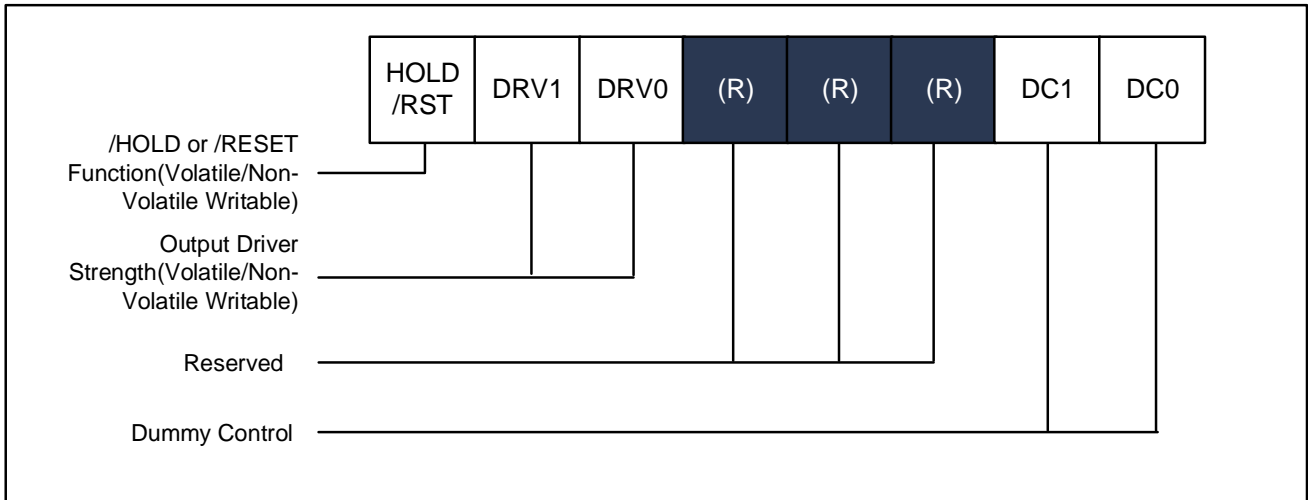 HOLD
/RST
DRV1
DRV0
(R)
(R)
(R)
DC1
DC0
/HOLD or /RESET
Function(Volatile/Non-
Volatile Writable)
Output Driver
Strength(Volatile/Non-
Volatile Writable)
Reserved
Dummy Control